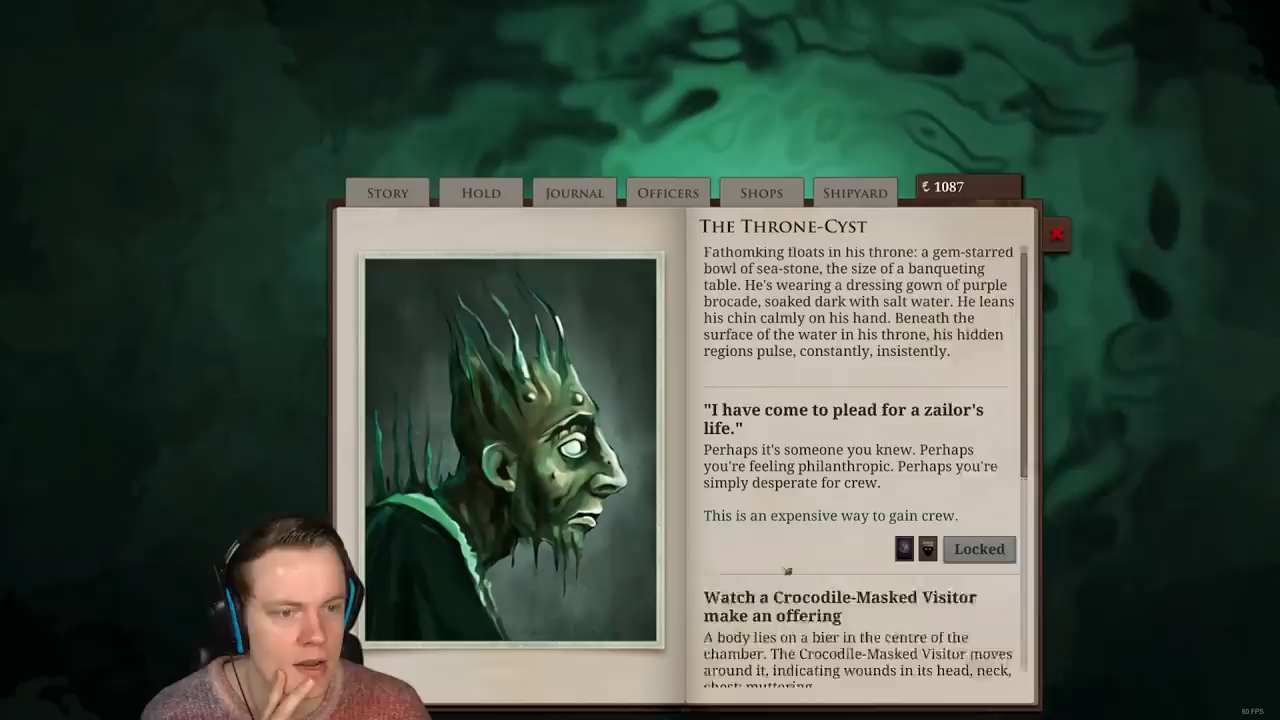 STORY HOLD JOURNAL OFFICERS SHOPS SHIPYARD € 1087
THE THRONE-CYST
Fathomking floats in his throne: a gem-starred
bowl of sea-stone, the size of a banqueting
table. He's wearing a dressing gown of purple
brocade, soaked dark with salt water. He leans
his chin calmly on his hand. Beneath the
surface of the water in his throne, his hidden
regions pulse, constantly, insistently.
"I have come to plead for a zailor's
life."
Perhaps it's someone you knew. Perhaps
you're feeling philanthropic. Perhaps you're
simply desperate for crew.
This is an expensive way to gain crew.
Locked
Watch a Crocodile-Masked Visitor
make an offering
A body lies on a bier in the centre of the
chamber. The Crocodile-Masked Visitor moves
around it, indicating wounds in its head, neck,
chest; muttering.
60 FPS